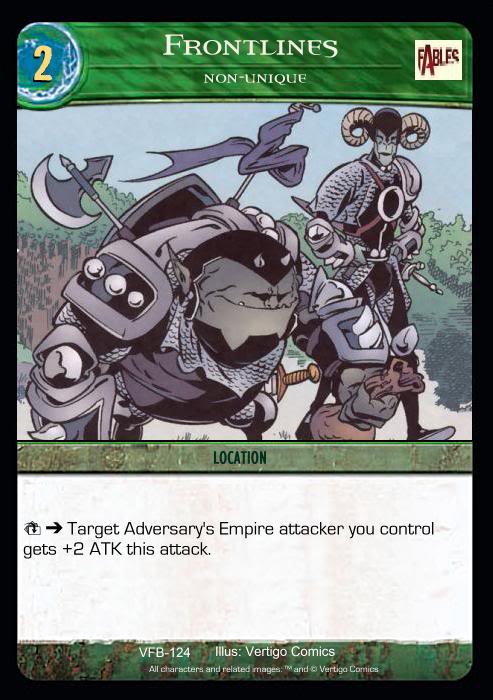 2
Frontlines
FABLES
NON-UNIQUE
LOCATION
➔ Target Adversary's Empire attacker you control
gets +2 ATK this attack.
VFB-124 Illus: Vertigo Comics
All characters and related images: ™ and © Vertigo Comics